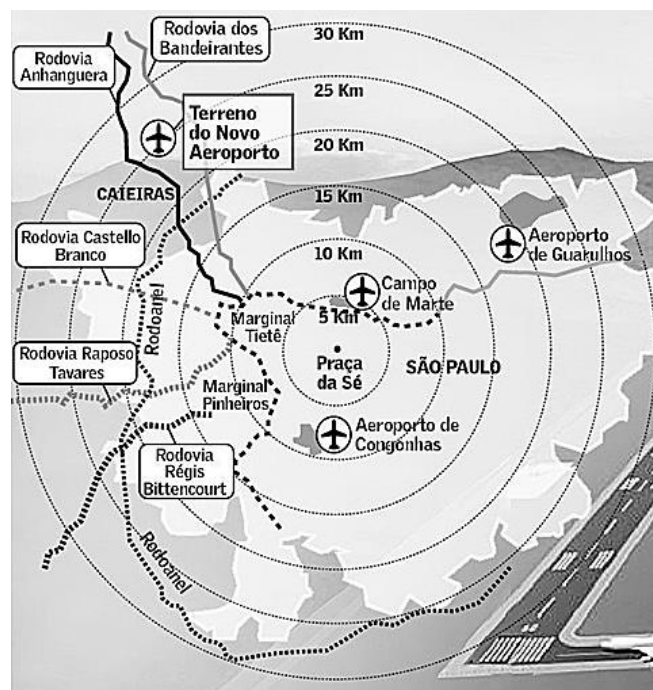 Rodovia dos
Bandeirantes
30 Km
Rodovia
Anhanguera
25 Km
Terreno
do Novo
Aeroporto
20 Km
CAÍEIRAS
15 Km
Rodovia Castello
Branco
10 Km
Aeroporto
de Guarulhos
Campo
de Marte
Rodoanel
Marginal
Tietê
5 Km
Rodovia Raposo
Tavares
Praça
da Sé
SÃO PAULO
Marginal
Pinheiros
Aeroporto de
Congonhas
Rodovia
Régis
Bittencourt
Rodoanel